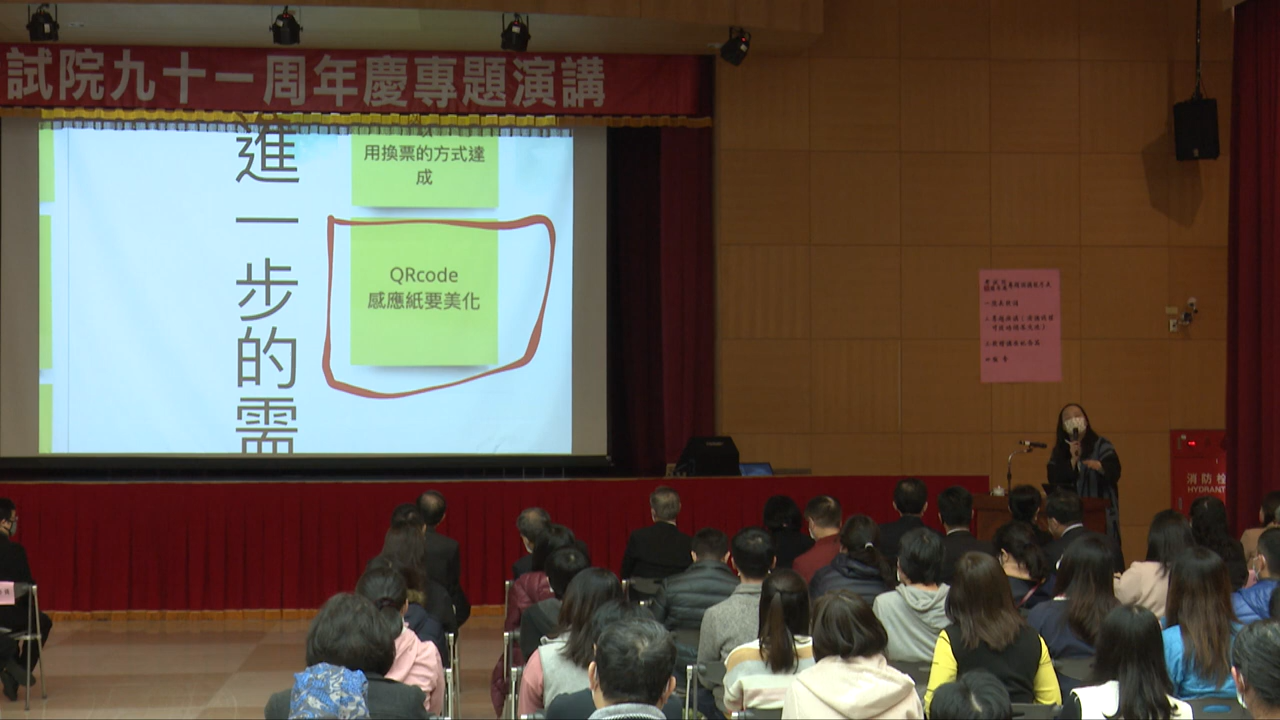 試院九十一周年慶專題演講
進一步的需
用換票的方式達
成
QRcode
感應紙要美化
消防栓
HYDRANT